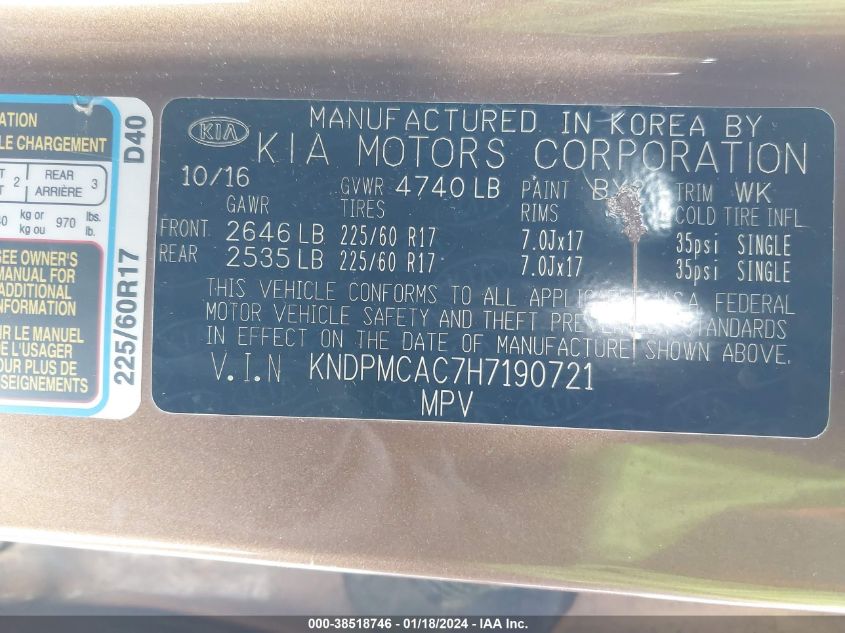 ATION
LE CHARGEMENT
2 REAR ARRIÈRE 3
kg or kg ou 970 lbs. lb.
SEE OWNER'S
MANUAL FOR
ADDITIONAL
INFORMATION
LE MANUEL
DE L'USAGER
POUR PLUS DE
225/60R17 D40
KIA
MANUFACTURED IN KOREA BY
KIA MOTORS CORPORATION
10/16 GVWR 4740 LB PAINT TRIM WK
GAWR TIRES RIMS COLD TIRE INFL
FRONT 2646 LB 225/60 R17 7.0Jx17 35psi SINGLE
REAR 2535 LB 225/60 R17 7.0Jx17 35psi SINGLE
THIS VEHICLE CONFORMS TO ALL U.S.A. FEDERAL
MOTOR VEHICLE SAFETY AND THEFT STANDARDS
IN EFFECT ON THE DATE OF MANUFACTURE SHOWN ABOVE.
V.I.N KNDPMCAC7H7190721
MPV
000-38518746 - 01/18/2024 - IAA Inc.